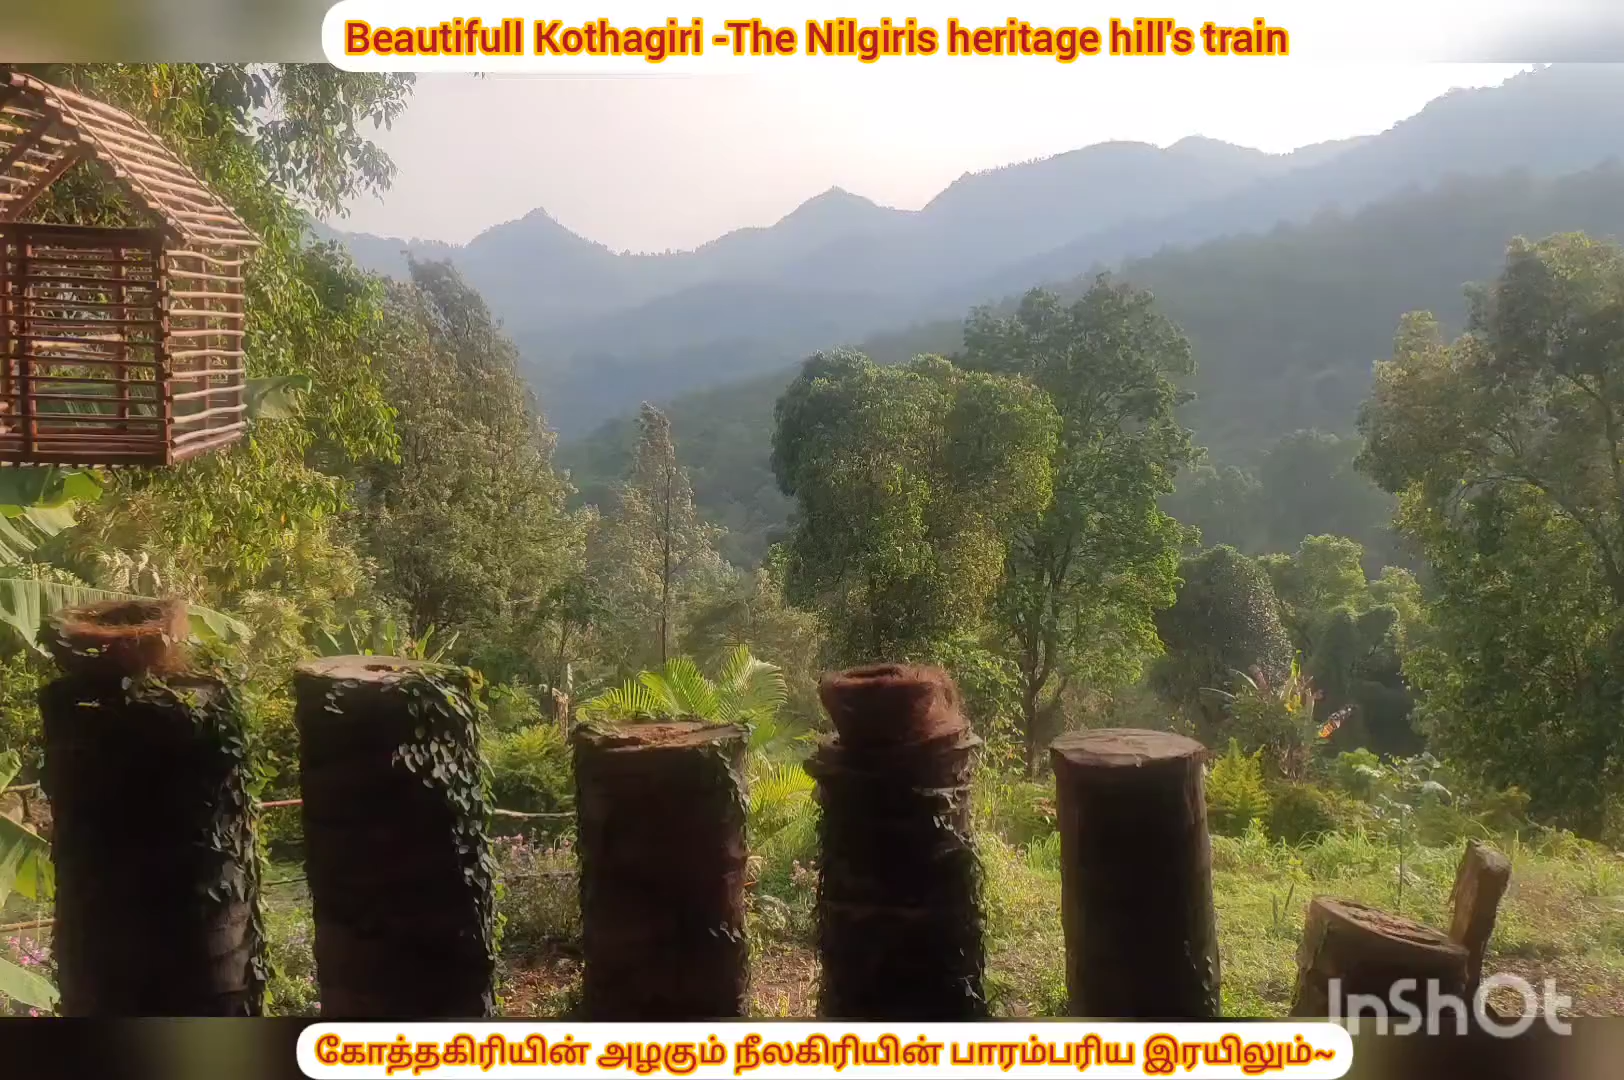 Beautifull Kothagiri -The Nilgiris heritage hill's train
InShOt
கோத்தகிரியின் அழகும் நீலகிரியின் பாரம்பரிய இரயிலும்~